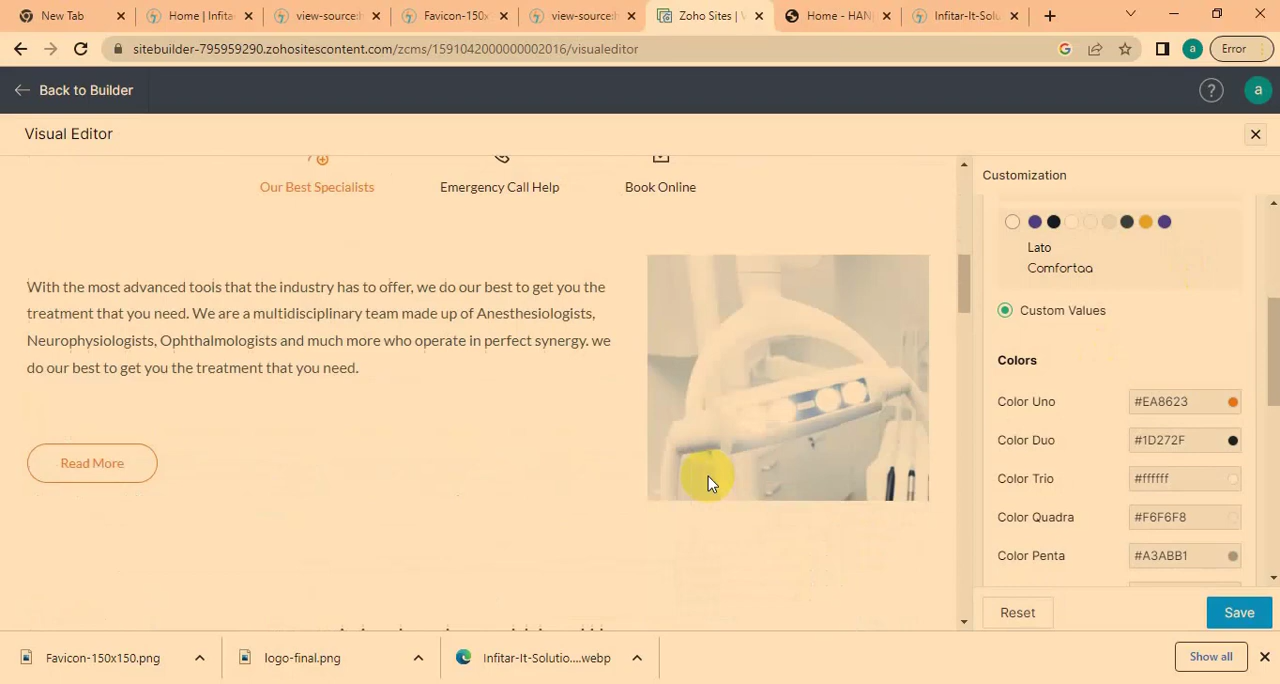 New Tab
Home | Infita
view-source:h
Favicon-150x
view-source:h
Zoho Sites | V
Home - HAN
Infitar-It-Solu
sitebuilder-795959290.zohositescontent.com/zcms/1591042000000002016/visualeditor
a
Error
Back to Builder
?
a
Visual Editor
Our Best Specialists
Emergency Call Help
Book Online
Customization
Lato
Comfortaa
Custom Values
With the most advanced tools that the industry has to offer, we do our best to get you the
treatment that you need. We are a multidisciplinary team made up of Anesthesiologists,
Neurophysiologists, Ophthalmologists and much more who operate in perfect synergy. we
do our best to get you the treatment that you need.
Read More
Colors
Color Uno
#EA8623
Color Duo
#1D272F
Color Trio
#ffffff
Color Quadra
#F6F6F8
Color Penta
#A3ABB1
Reset
Save
Favicon-150x150.png
logo-final.png
Infitar-It-Solutio....webp
Show all